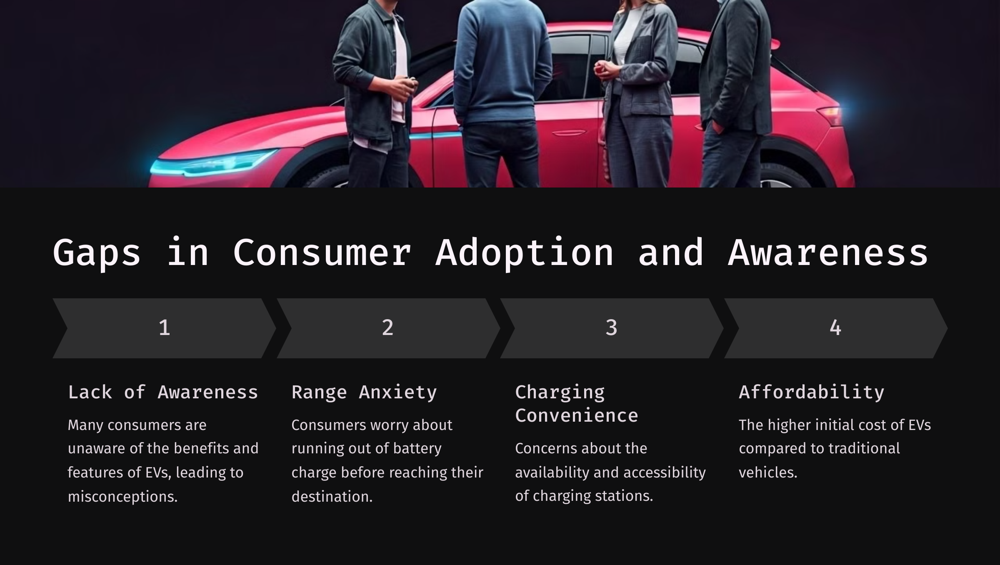 Gaps in Consumer Adoption and Awareness
1
2
3
4
Lack of Awareness
Many consumers are
unaware of the benefits and
features of EVs, leading to
misconceptions.
Range Anxiety
Consumers worry about
running out of battery
charge before reaching their
destination.
Charging
Convenience
Concerns about the
availability and accessibility
of charging stations.
Affordability
The higher initial cost of EVs
compared to traditional
vehicles.